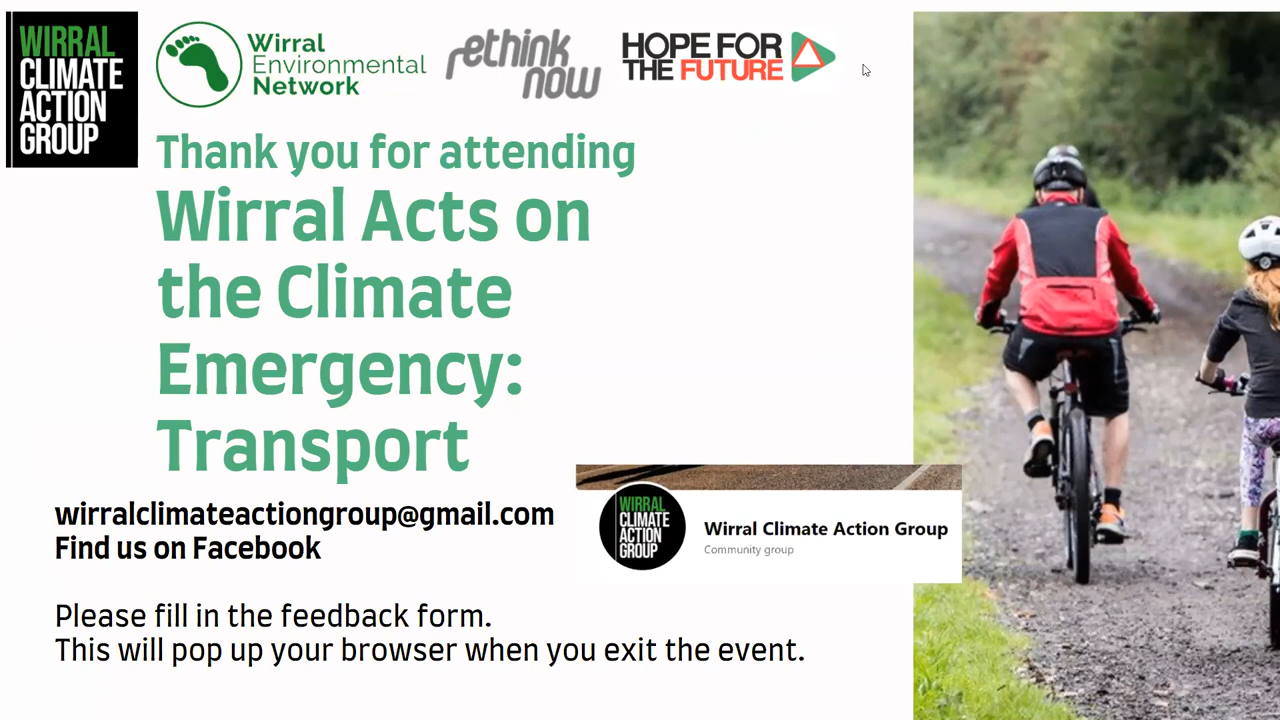 WIRRAL
CLIMATE
ACTION
GROUP
Wirral
Environmental
Network
rethink
now
HOPE FOR
THE FUTURE
Thank you for attending
Wirral Acts on
the Climate
Emergency:
Transport
wirralclimateactiongroup@gmail.com
Find us on Facebook
WIRRAL
CLIMATE
ACTION
GROUP
Wirral Climate Action Group
Community group
Please fill in the feedback form.
This will pop up your browser when you exit the event.